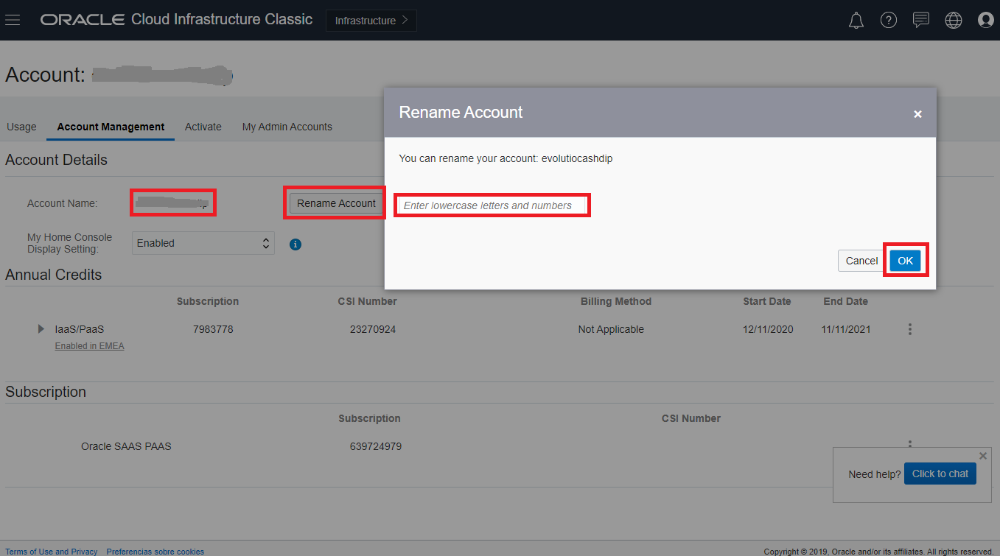 ORACLE Cloud Infrastructure Classic
Infrastructure
Account:
Rename Account
Usage
Account Management
Activate
My Admin Accounts
You can rename your account: evolutiocashdip
Account Details
Account Name:
Rename Account
Enter lowercase letters and numbers
My Home Console
Display Setting:
Enabled
Cancel
OK
Annual Credits
Subscription
CSI Number
Billing Method
Start Date
End Date
IaaS/PaaS
7983778
23270924
Not Applicable
12/11/2020
11/11/2021
Enabled in EMEA
Subscription
Subscription
CSI Number
Oracle SAAS PAAS
639724979
Need help?
Click to chat
Terms of Use and Privacy
Preferencias sobre cookies
Copyright © 2019, Oracle and/or its affiliates. All rights reserved.